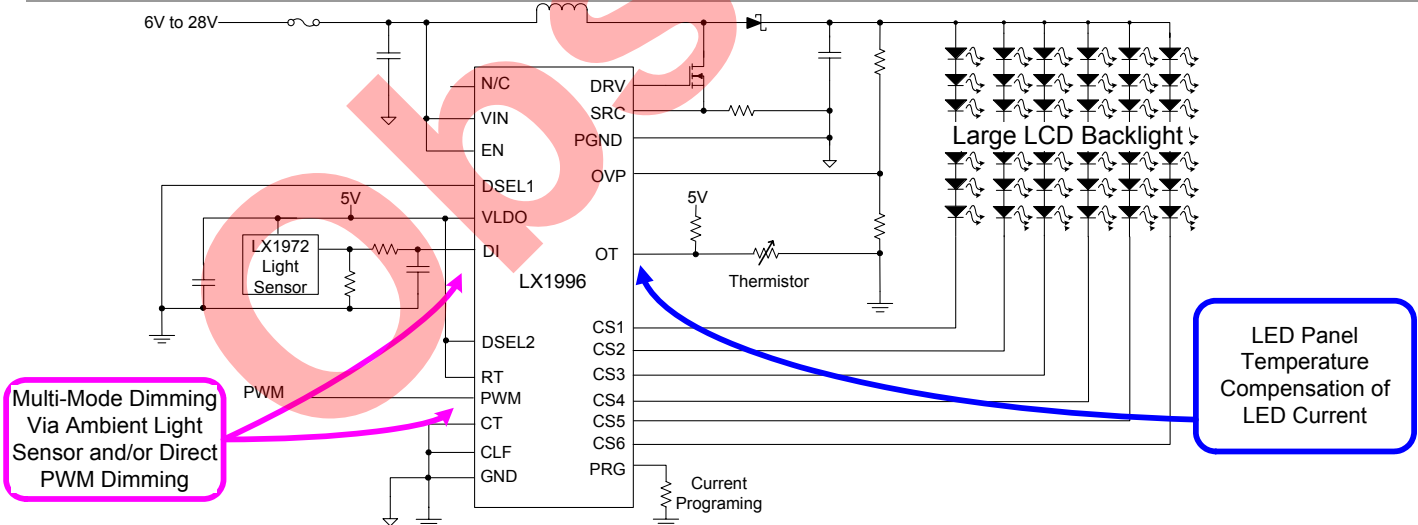 6V to 28V
N/C
VIN
EN
DSEL1
VLDO
DI
DSEL2
RT
PWM
CT
CLF
GND
LX1996
DRV
SRC
PGND
OVP
OT
CS1
CS2
CS3
CS4
CS5
CS6
PRG
5V
LX1972
Light
Sensor
PWM
5V
Thermistor
Current
Programing
Large LCD Backlight
Multi-Mode Dimming
Via Ambient Light
Sensor and/or Direct
PWM Dimming
LED Panel
Temperature
Compensation of
LED Current
Obs